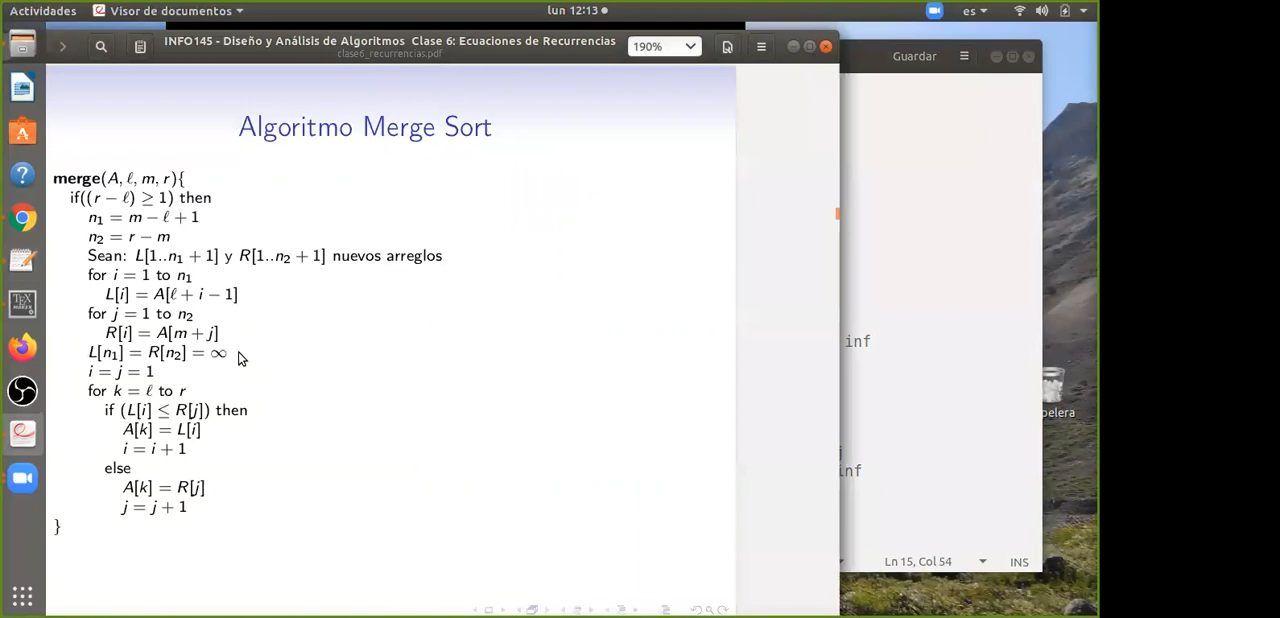 Actividades
Visor de documentos
lun 12:13
es
INFO145 - Diseño y Análisis de Algoritmos Clase 6: Ecuaciones de Recurrencias
clase6_recurrencias.pdf
190%
Guardar
Algoritmo Merge Sort
merge(A, ℓ, m, r){
if((r − ℓ) ≥ 1) then
n₁ = m − ℓ + 1
n₂ = r − m
Sean: L[1..n₁ + 1] y R[1..n₂ + 1] nuevos arreglos
for i = 1 to n₁
L[i] = A[ℓ + i − 1]
for j = 1 to n₂
R[i] = A[m + j]
L[n₁] = R[n₂] = ∞
i = j = 1
for k = ℓ to r
if (L[i] ≤ R[j]) then
A[k] = L[i]
i = i + 1
else
A[k] = R[j]
j = j + 1
}
inf
j
inf
pelera
Ln 15, Col 54
INS